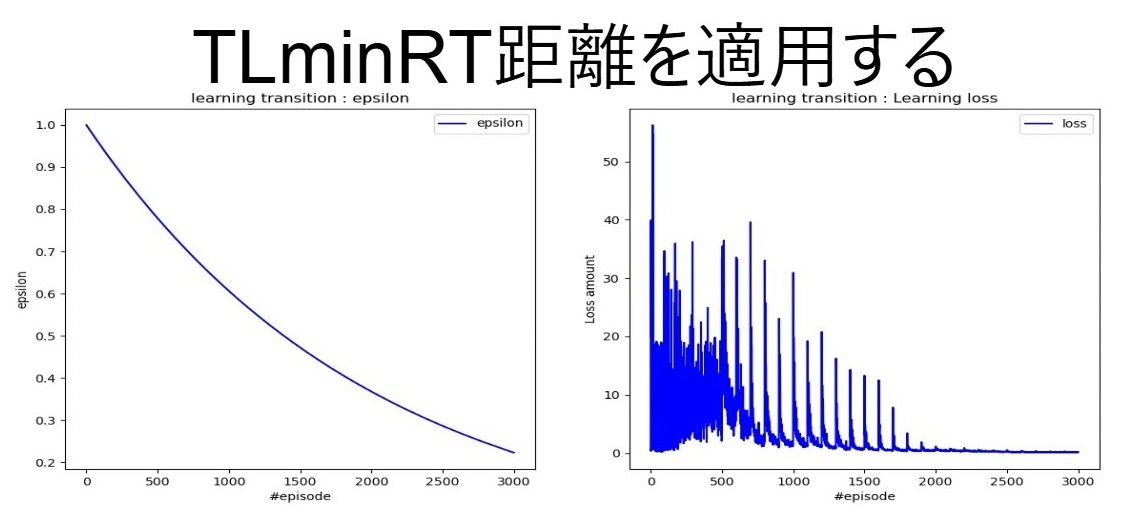 TLminRT距離を適用する
learning transition : epsilon
epsilon
1.0
0.9
0.8
0.7
0.6
0.5
0.4
0.3
0.2
epsilon
0 500 1000 1500 2000 2500 3000
#episode
learning transition : Learning loss
loss
50
40
30
20
10
0
Loss amount
0 500 1000 1500 2000 2500 3000
#episode